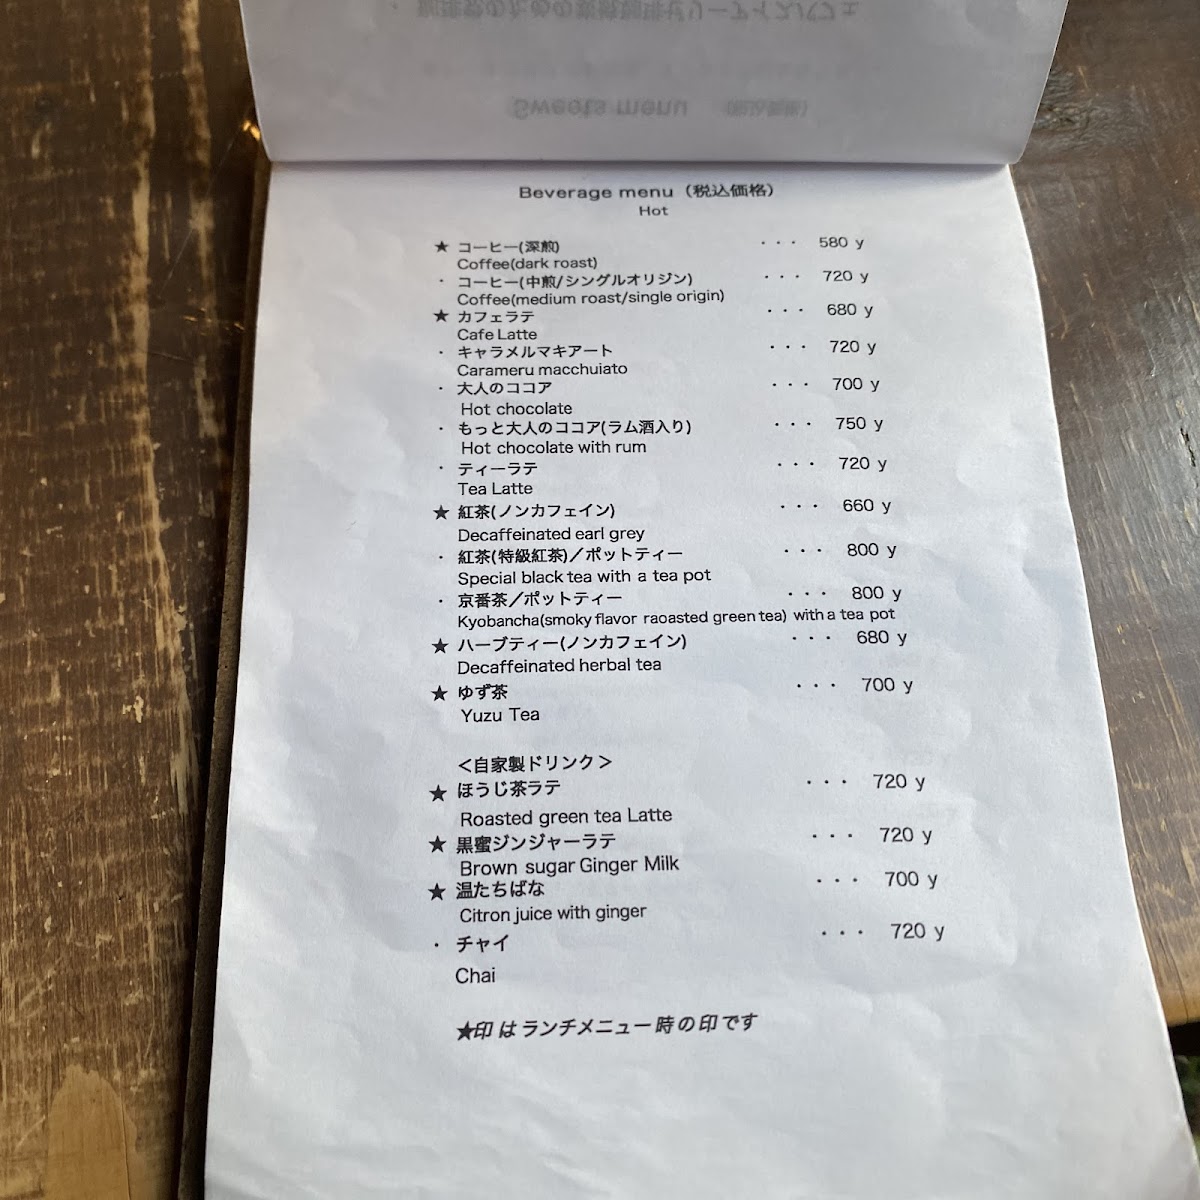 Sweets menu (税込価格)
Beverage menu（税込価格）
Hot
★ コーヒー(深煎) ・・・ 580 y
Coffee(dark roast)
・ コーヒー(中煎/シングルオリジン) ・・・ 720 y
Coffee(medium roast/single origin)
★ カフェラテ ・・・ 680 y
Cafe Latte
・ キャラメルマキアート ・・・ 720 y
Carameru macchuiato
・ 大人のココア ・・・ 700 y
Hot chocolate
・ もっと大人のココア(ラム酒入り) ・・・ 750 y
Hot chocolate with rum
・ ティーラテ ・・・ 720 y
Tea Latte
★ 紅茶(ノンカフェイン) ・・・ 660 y
Decaffeinated earl grey
・ 紅茶(特級紅茶)／ポットティー ・・・ 800 y
Special black tea with a tea pot
・ 京番茶／ポットティー ・・・ 800 y
Kyobancha(smoky flavor raoasted green tea) with a tea pot
★ ハーブティー(ノンカフェイン) ・・・ 680 y
Decaffeinated herbal tea
★ ゆず茶 ・・・ 700 y
Yuzu Tea
＜自家製ドリンク＞
★ ほうじ茶ラテ ・・・ 720 y
Roasted green tea Latte
★ 黒蜜ジンジャーラテ ・・・ 720 y
Brown sugar Ginger Milk
★ 温たちばな ・・・ 700 y
Citron juice with ginger
・ チャイ ・・・ 720 y
Chai
★印はランチメニュー時の印です